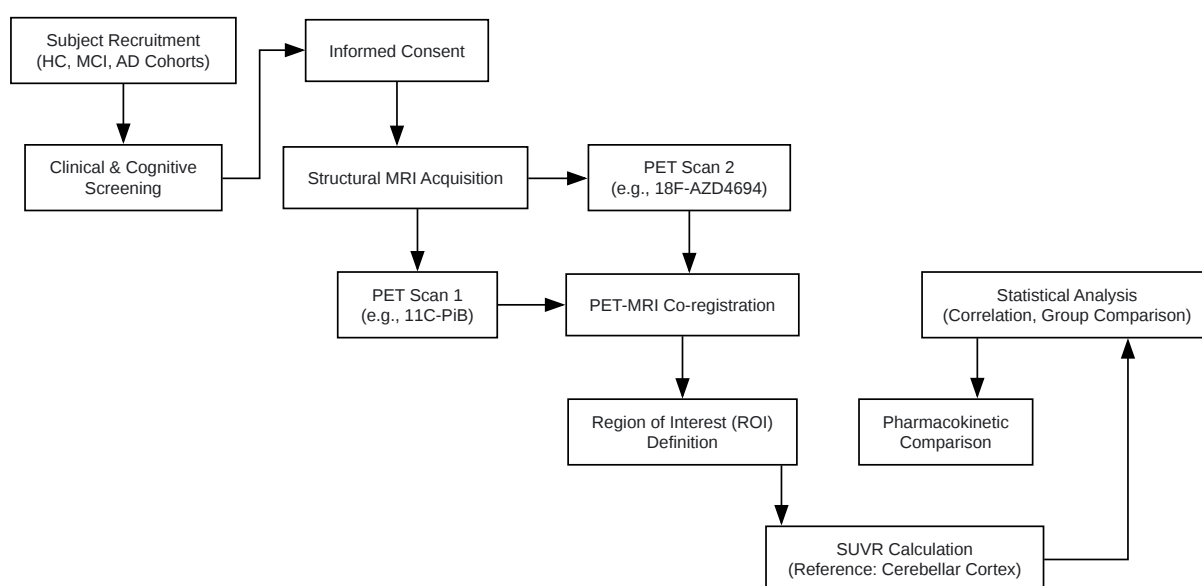 Subject Recruitment
(HC, MCI, AD Cohorts)
Informed Consent
Clinical & Cognitive
Screening
Structural MRI Acquisition
PET Scan 2
(e.g., 18F-AZD4694)
PET Scan 1
(e.g., 11C-PiB)
PET-MRI Co-registration
Statistical Analysis
(Correlation, Group Comparison)
Region of Interest (ROI)
Definition
Pharmacokinetic
Comparison
SUVR Calculation
(Reference: Cerebellar Cortex)